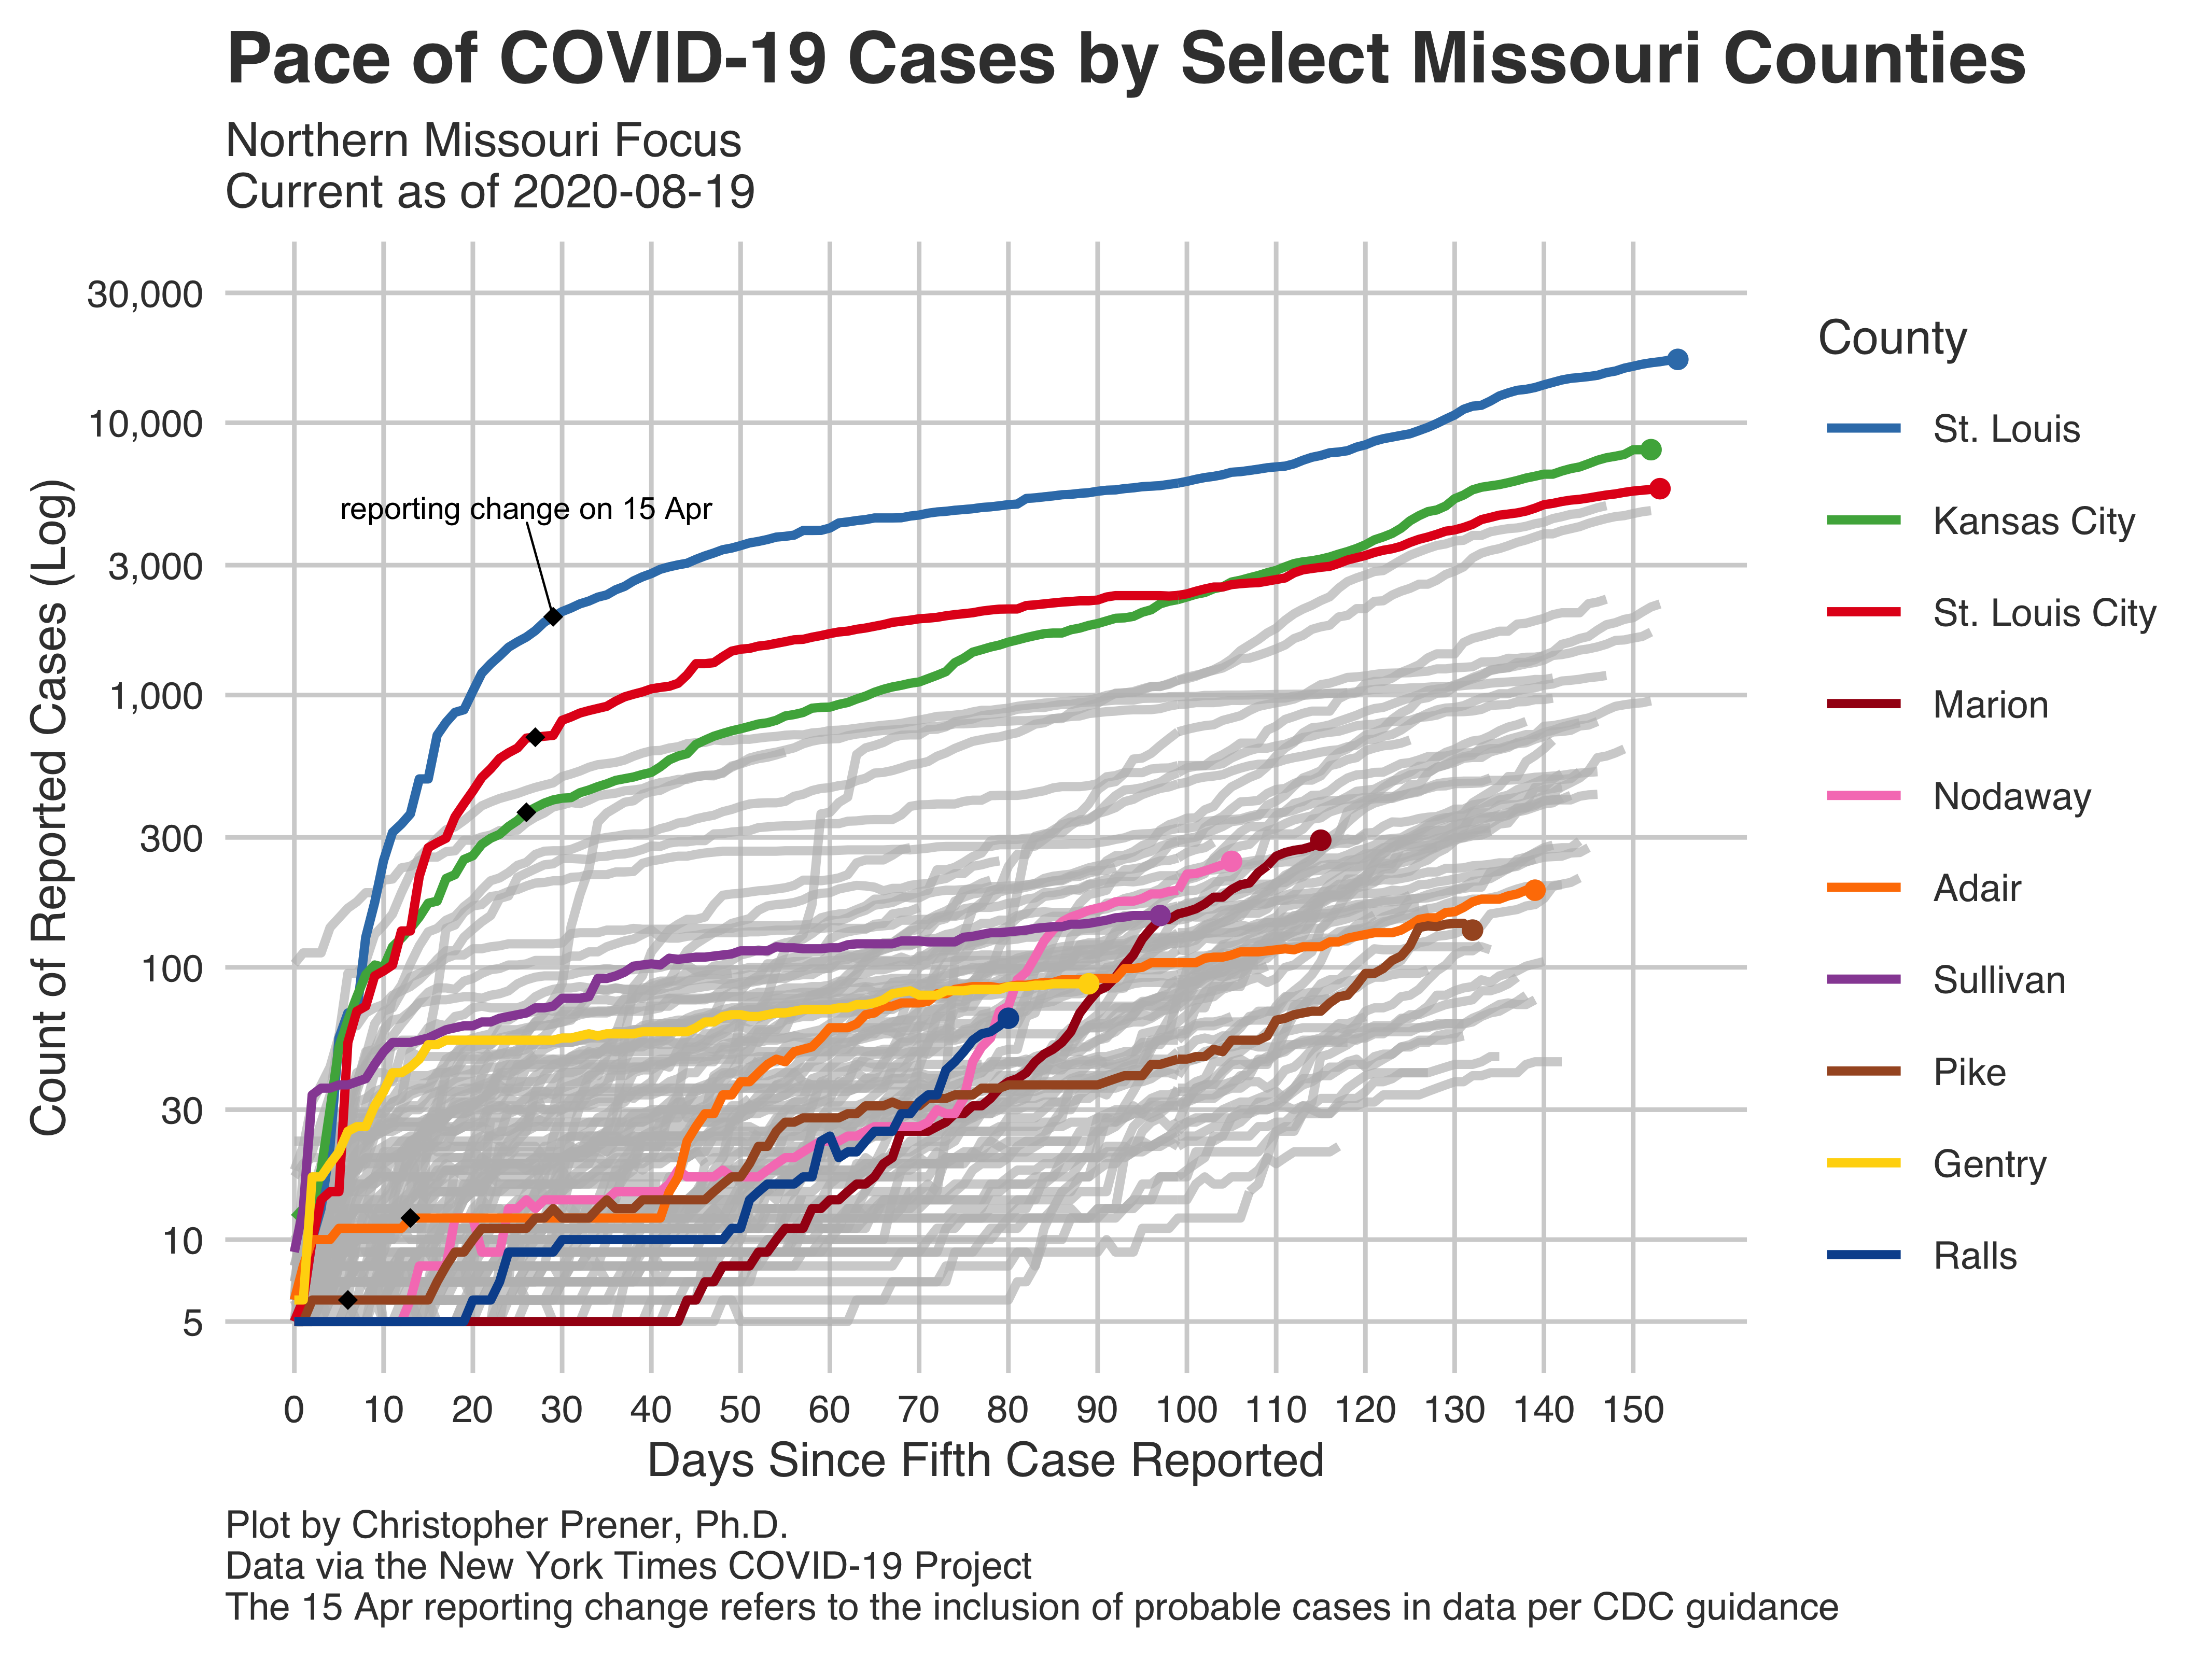 Pace of COVID-19 Cases by Select Missouri Counties
Northern Missouri Focus
Current as of 2020-08-19
30,000
10,000
3,000
1,000
300
100
30
10
5
Count of Reported Cases (Log)
reporting change on 15 Apr
0 10 20 30 40 50 60 70 80 90 100 110 120 130 140 150
Days Since Fifth Case Reported
County
St. Louis
Kansas City
St. Louis City
Marion
Nodaway
Adair
Sullivan
Pike
Gentry
Ralls
Plot by Christopher Prener, Ph.D.
Data via the New York Times COVID-19 Project
The 15 Apr reporting change refers to the inclusion of probable cases in data per CDC guidance